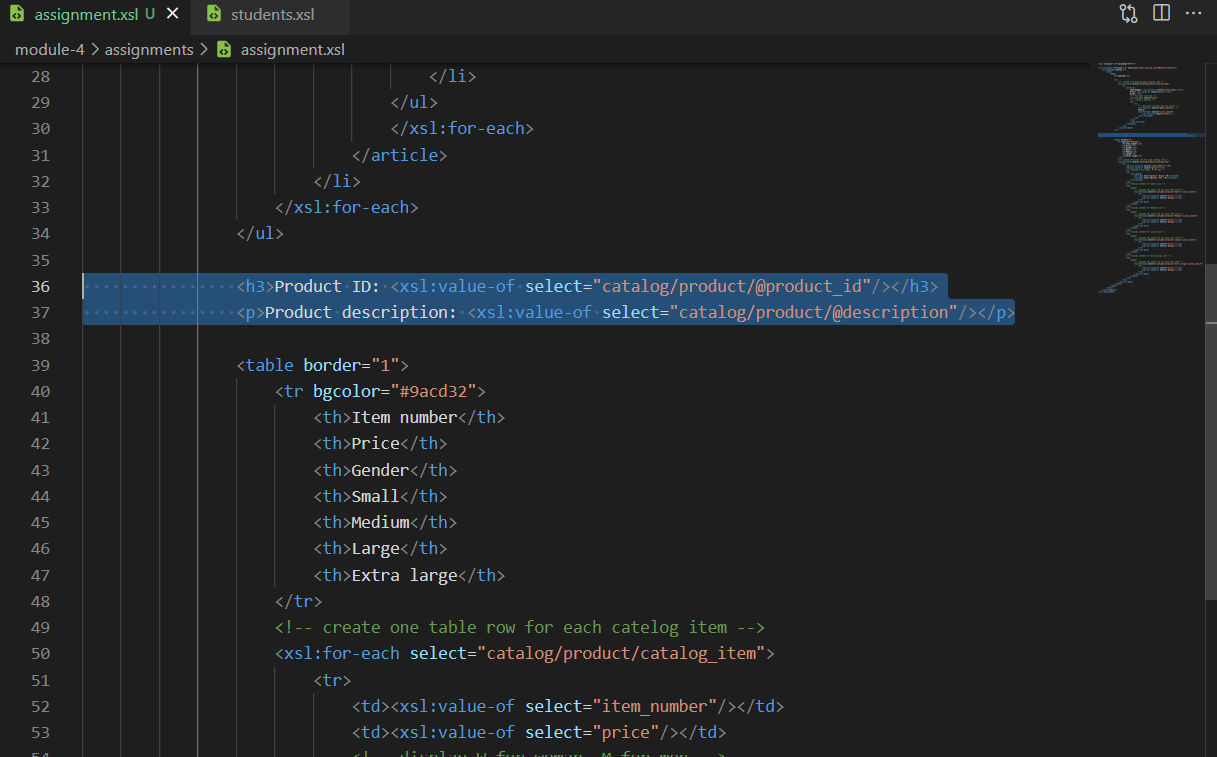 assignment.xsl U
students.xsl
module-4 > assignments > assignment.xsl
28 </li>
29 </ul>
30 </xsl:for-each>
31 </article>
32 </li>
33 </xsl:for-each>
34 </ul>
35
36 <h3>Product ID: <xsl:value-of select="catalog/product/@product_id"/></h3>
37 <p>Product description: <xsl:value-of select="catalog/product/@description"/></p>
38
39 <table border="1">
40 <tr bgcolor="#9acd32">
41 <th>Item number</th>
42 <th>Price</th>
43 <th>Gender</th>
44 <th>Small</th>
45 <th>Medium</th>
46 <th>Large</th>
47 <th>Extra large</th>
48 </tr>
49 <!-- create one table row for each catelog item -->
50 <xsl:for-each select="catalog/product/catalog_item">
51 <tr>
52 <td><xsl:value-of select="item_number"/></td>
53 <td><xsl:value-of select="price"/></td>